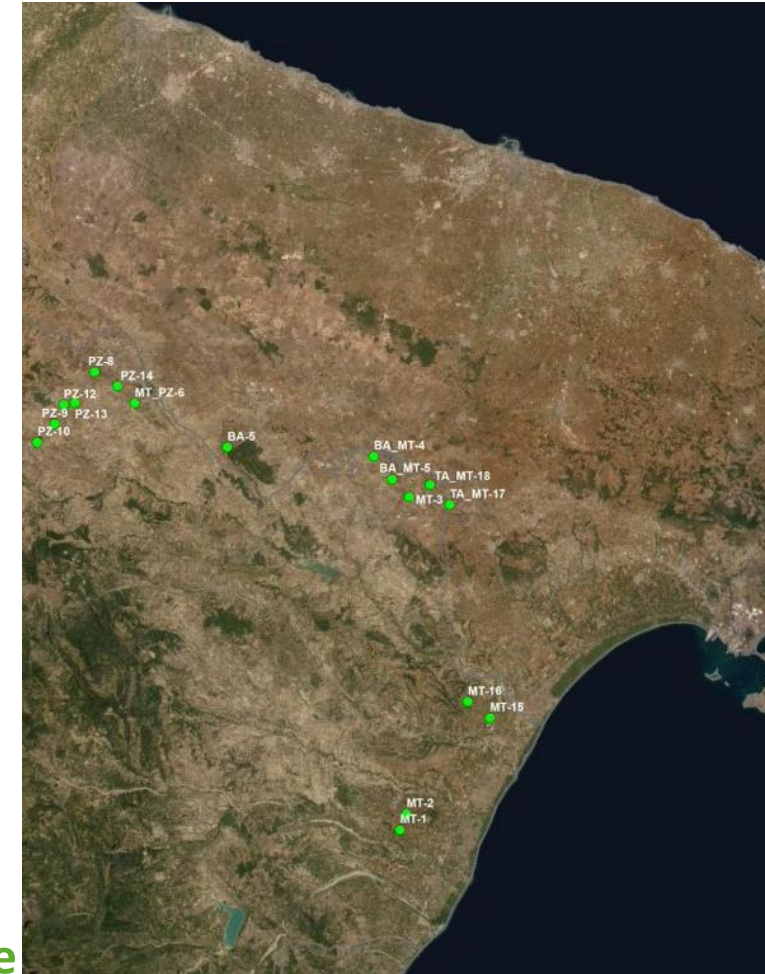 PZ-8
PZ-14
PZ-12
MT_PZ-6
PZ-9
PZ-13
PZ-10
BA-5
BA_MT-4
BA_MT-5
TA_MT-18
MT-3
TA_MT-17
MT-16
MT-15
MT-2
MT-1
e